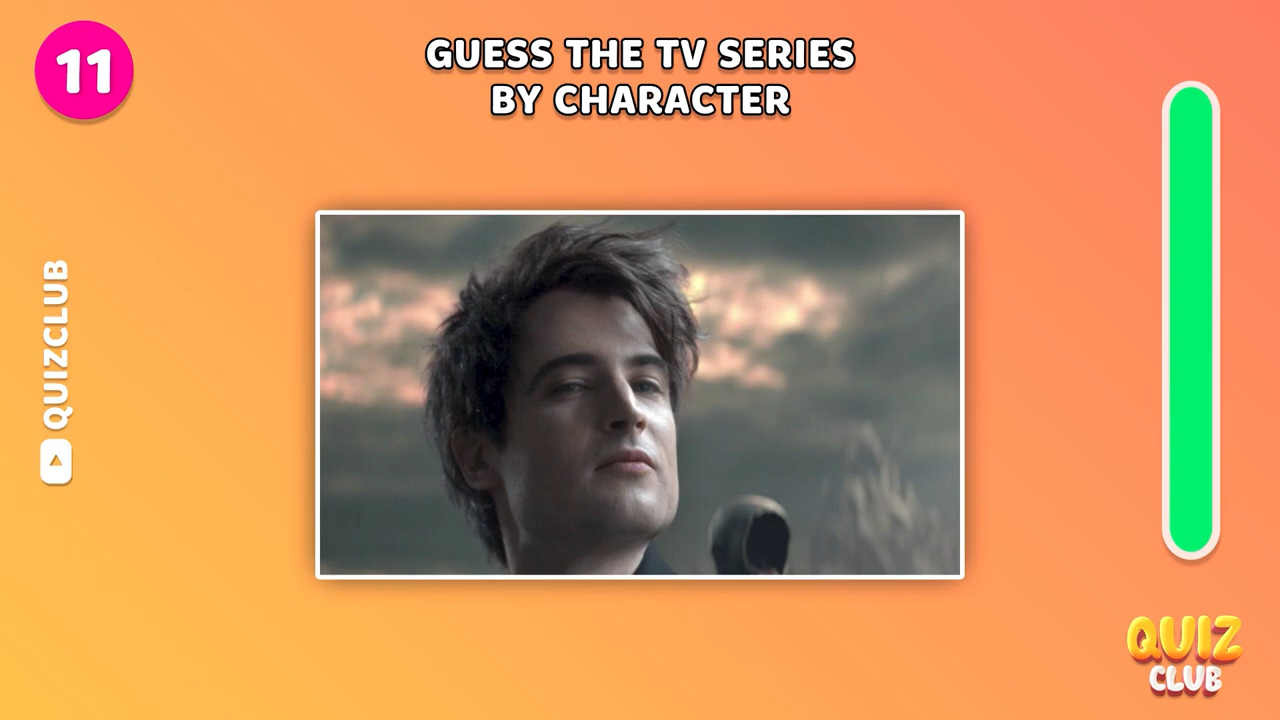 11
GUESS THE TV SERIES
BY CHARACTER
QUIZCLUB
QUIZ
CLUB